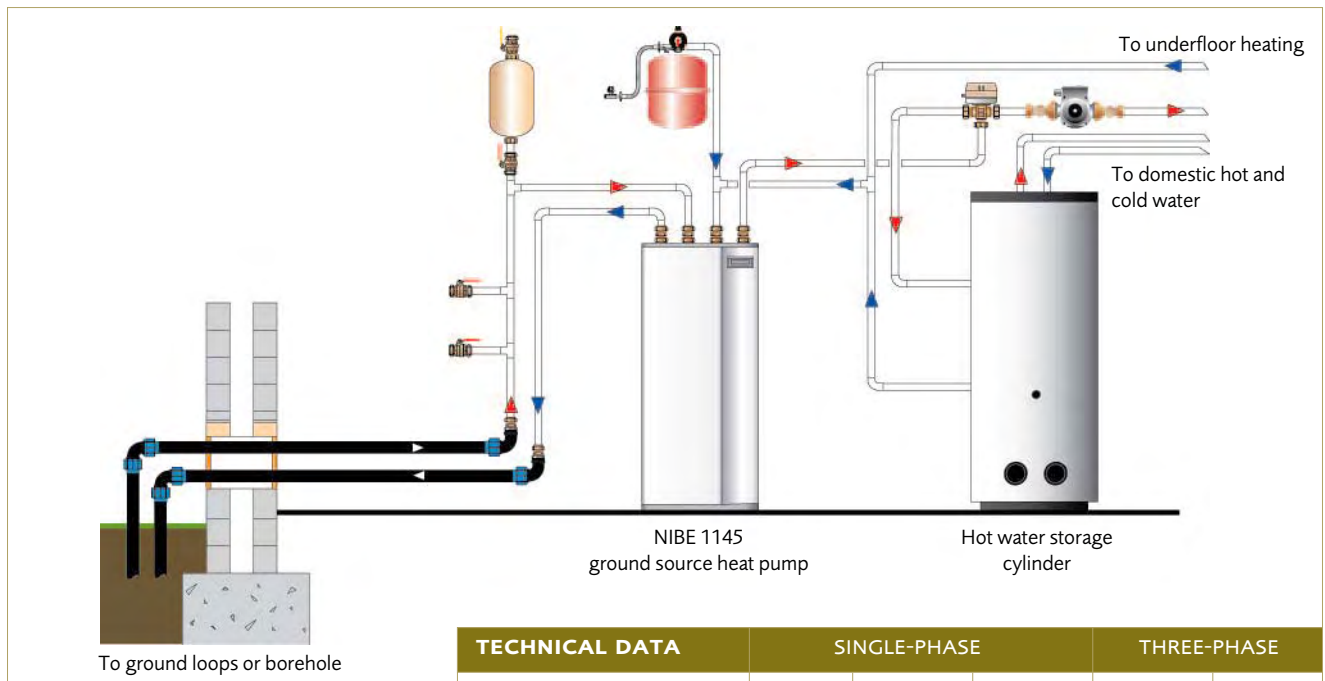 To underfloor heating
To domestic hot and
cold water
NIBE 1145
ground source heat pump
Hot water storage
cylinder
To ground loops or borehole
TECHNICAL DATA SINGLE-PHASE THREE-PHASE